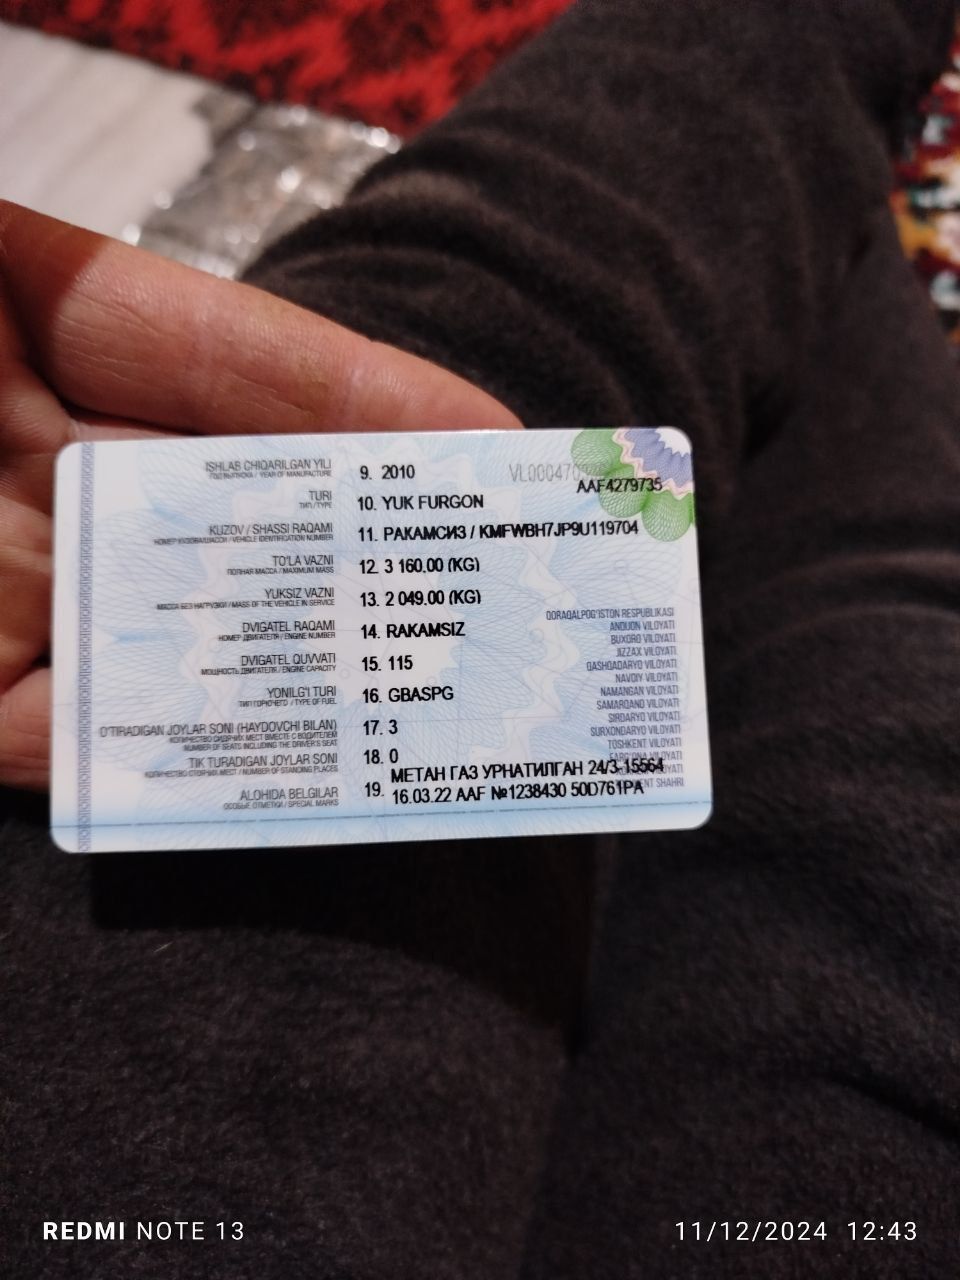 ISHLAB CHIQARILGAN YILI 9. 2010
ГОД ВЫПУСКА / YEAR OF MANUFACTURE
VL000470
AAF4279735
TURI 10. YUK FURGON
ТИП/TYPE
KUZOV / SHASSI RAQAMI 11. РАКАМСИЗ / KMFWBH7JP9U119704
НОМЕР КУЗОВА/ШАССИ / VEHICLE IDENTIFICATION NUMBER
TO'LA VAZNI 12. 3 160.00 (KG)
ПОЛНАЯ МАССА / MAXIMUM MASS
YUKSIZ VAZNI 13. 2 049.00 (KG)
МАССА БЕЗ НАГРУЗКИ / MASS OF THE VEHICLE IN SERVICE
DVIGATEL RAQAMI 14. RAKAMSIZ
НОМЕР ДВИГАТЕЛЯ / ENGINE NUMBER
DVIGATEL QUVVATI 15. 115
МОЩНОСТЬ ДВИГАТЕЛЯ / ENGINE CAPACITY
YONILG'I TURI 16. GBASPG
ТИП ГОРЮЧЕГО / TYPE OF FUEL
O'TIRADIGAN JOYLAR SONI (HAYDOVCHI BILAN) 17. 3
КОЛИЧЕСТВО СИДЯЧИХ МЕСТ ВМЕСТЕ С ВОДИТЕЛЕМ
NUMBER OF SEATS INCLUDING THE DRIVER'S SEAT
TIK TURADIGAN JOYLAR SONI 18. 0
КОЛИЧЕСТВО СТОЯЧИХ МЕСТ / NUMBER OF STANDING PLACES
ALOHIDA BELGILAR 19. МЕТАН ГАЗ УРНАТИЛГАН 24/3-15564
16.03.22 AAF №1238430 50D761PA
ОСОБЫЕ ОТМЕТКИ / SPECIAL MARKS
QORAQALPOG'ISTON RESPUBLIKASI
ANDIJON VILOYATI
BUXORO VILOYATI
JIZZAX VILOYATI
QASHQADARYO VILOYATI
NAVOIY VILOYATI
NAMANGAN VILOYATI
SAMARQAND VILOYATI
SIRDARYO VILOYATI
SURXONDARYO VILOYATI
TOSHKENT VILOYATI
FARG'ONA VILOYATI
SHAHRI
REDMI NOTE 13
11/12/2024 12:43